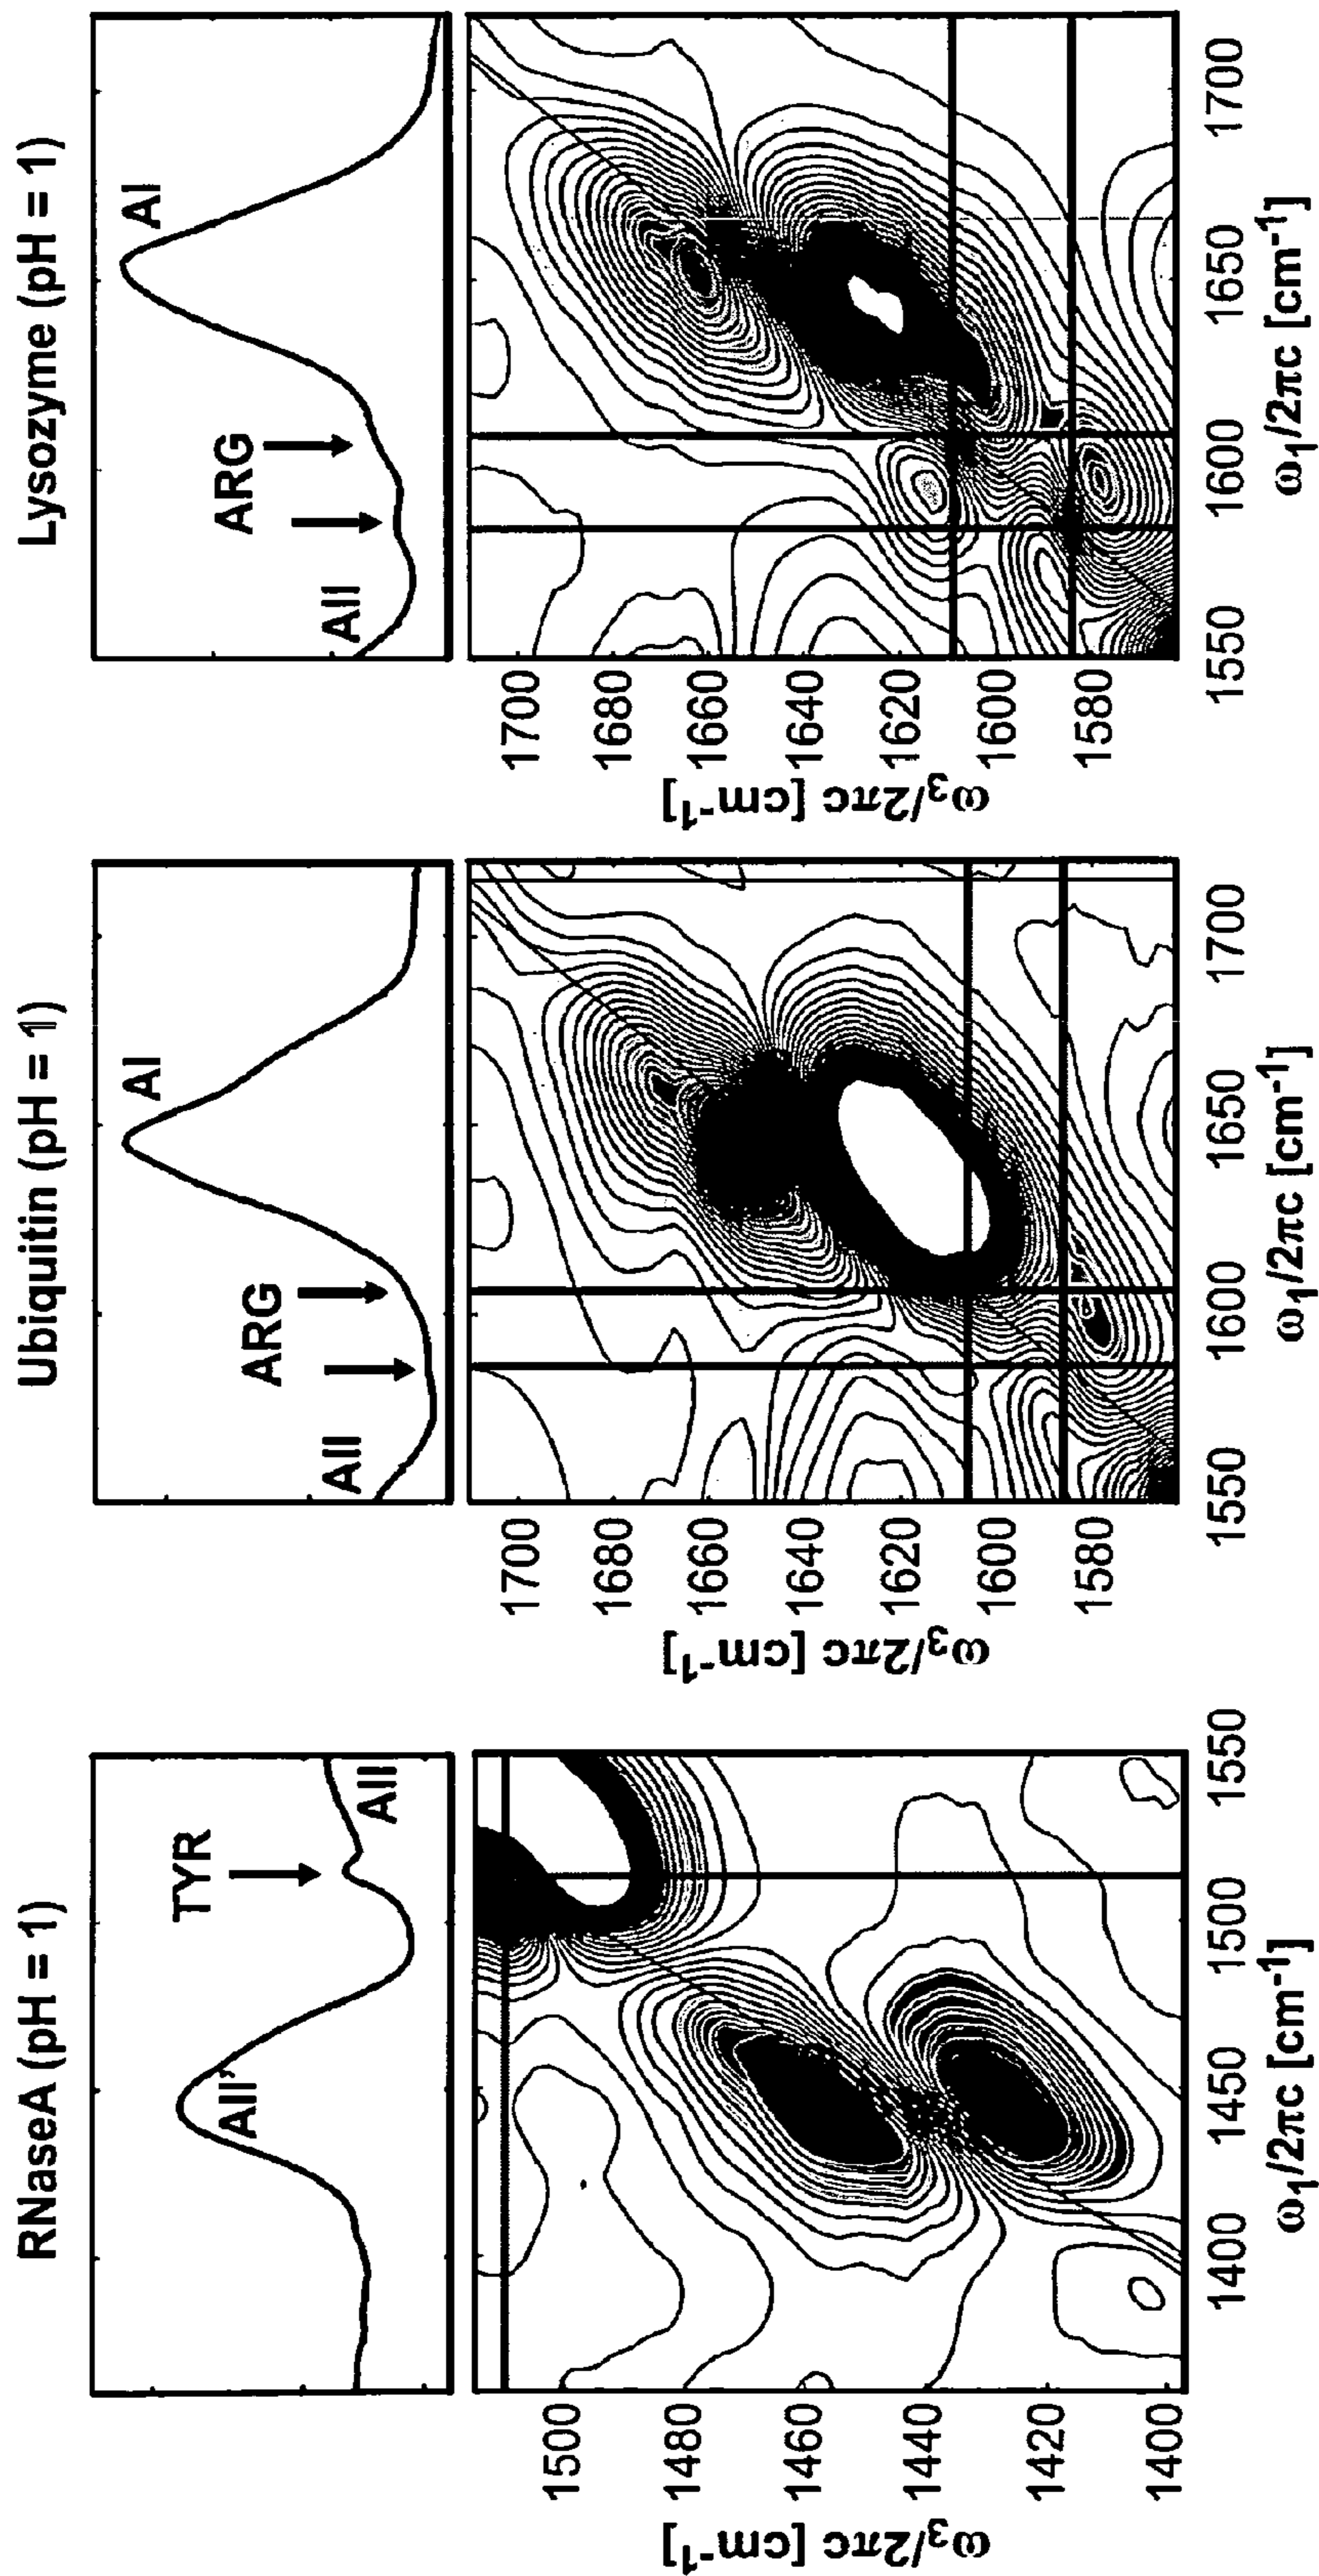 RNaseA (pH = 1)
AII'
TYR
AII
1500
1480
1460
1440
1420
1400
ω3/2πc [cm-1]
1400
1450
1500
1550
ω1/2πc [cm-1]
Ubiquitin (pH = 1)
AII
ARG
AI
1700
1680
1660
1640
1620
1600
1580
ω3/2πc [cm-1]
1550
1600
1650
1700
ω1/2πc [cm-1]
Lysozyme (pH = 1)
AII
ARG
AI
1700
1680
1660
1640
1620
1600
1580
ω3/2πc [cm-1]
1550
1600
1650
1700
ω1/2πc [cm-1]